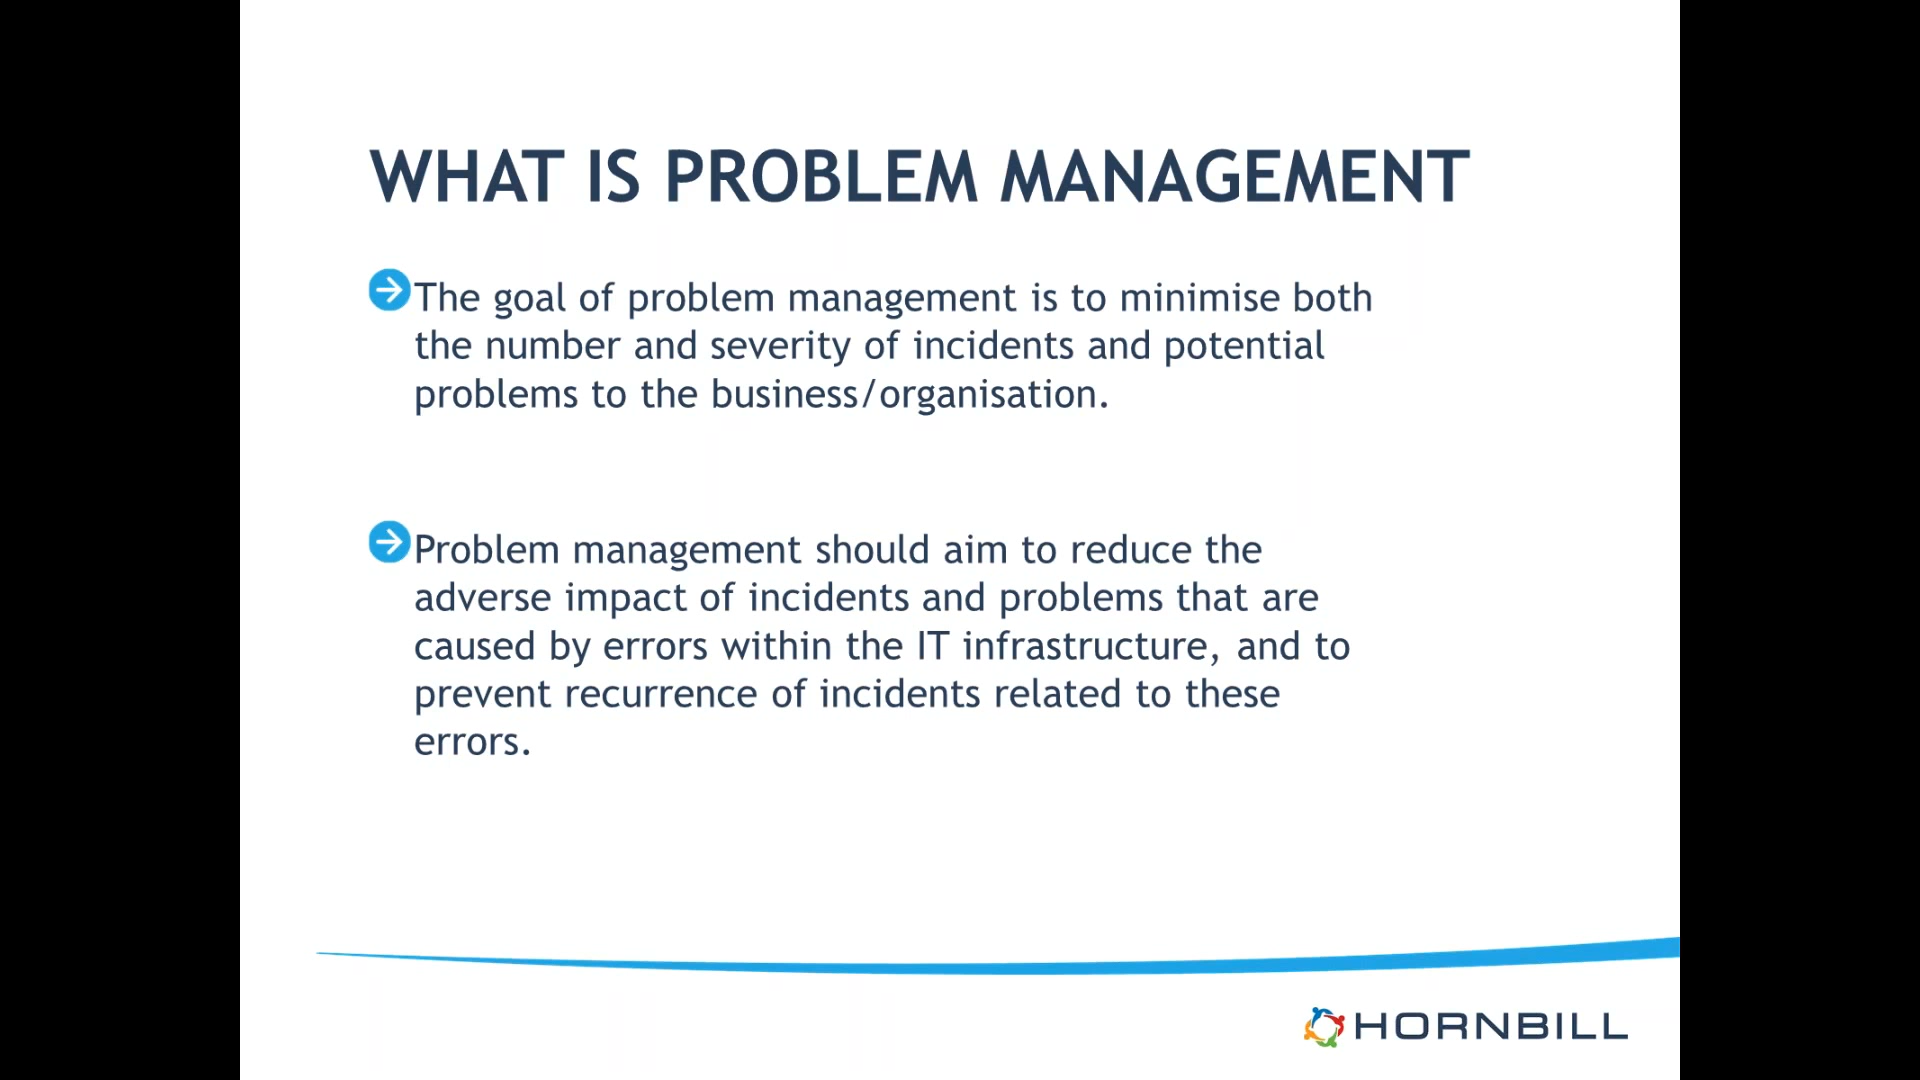 WHAT IS PROBLEM MANAGEMENT
The goal of problem management is to minimise both
the number and severity of incidents and potential
problems to the business/organisation.
Problem management should aim to reduce the
adverse impact of incidents and problems that are
caused by errors within the IT infrastructure, and to
prevent recurrence of incidents related to these
errors.
HORNBILL